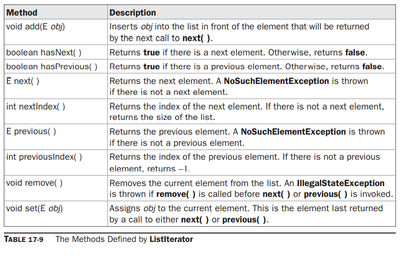 Method Description
void add(E obj) Inserts obj into the list in front of the element that will be returned
by the next call to next( ).
boolean hasNext( ) Returns true if there is a next element. Otherwise, returns false.
boolean hasPrevious( ) Returns true if there is a previous element. Otherwise, returns false.
E next( ) Returns the next element. A NoSuchElementException is thrown
if there is not a next element.
int nextIndex( ) Returns the index of the next element. If there is not a next element,
returns the size of the list.
E previous( ) Returns the previous element. A NoSuchElementException is thrown
if there is not a previous element.
int previousIndex( ) Returns the index of the previous element. If there is not a previous
element, returns –1.
void remove( ) Removes the current element from the list. An IllegalStateException
is thrown if remove( ) is called before next( ) or previous( ) is invoked.
void set(E obj) Assigns obj to the current element. This is the element last returned
by a call to either next( ) or previous( ).
TABLE 17-9 The Methods Defined by ListIterator